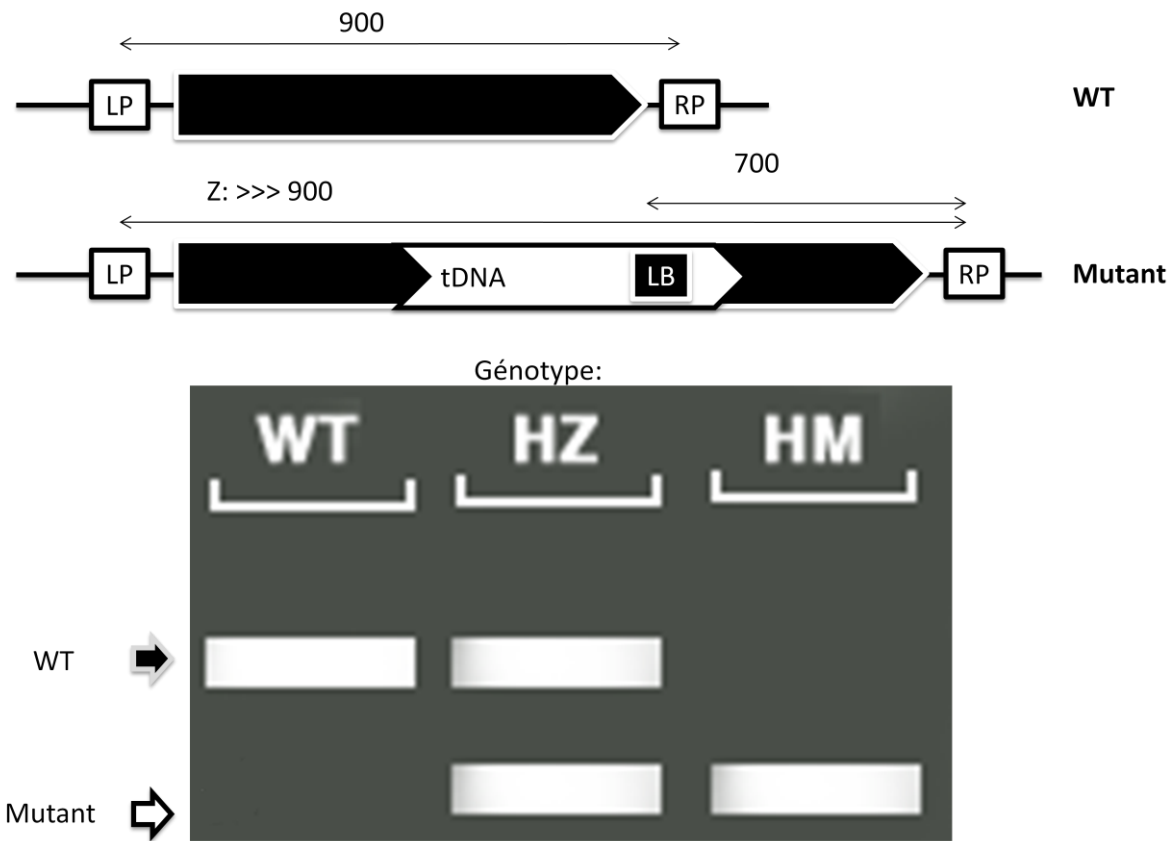 900
LP RP WT
700
Z: >>> 900
LP tDNA LB RP Mutant
Génotype:
WT HZ HM
WT
Mutant